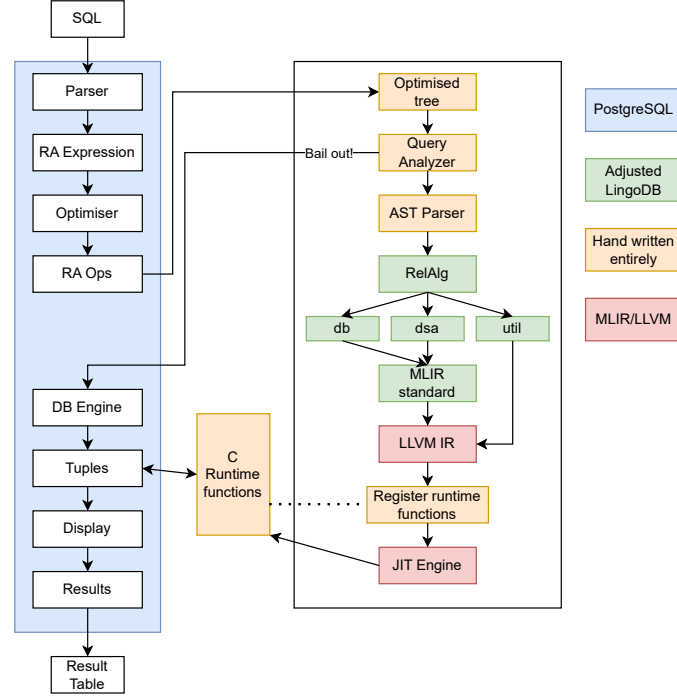 SQL
Parser
RA Expression
Optimiser
RA Ops
DB Engine
Tuples
Display
Results
Result
Table
C
Runtime
functions
Bail out!
Optimised
tree
Query
Analyzer
AST Parser
RelAlg
db
dsa
util
MLIR
standard
LLVM IR
Register runtime
functions
JIT Engine
PostgreSQL
Adjusted
LingoDB
Hand written
entirely
MLIR/LLVM